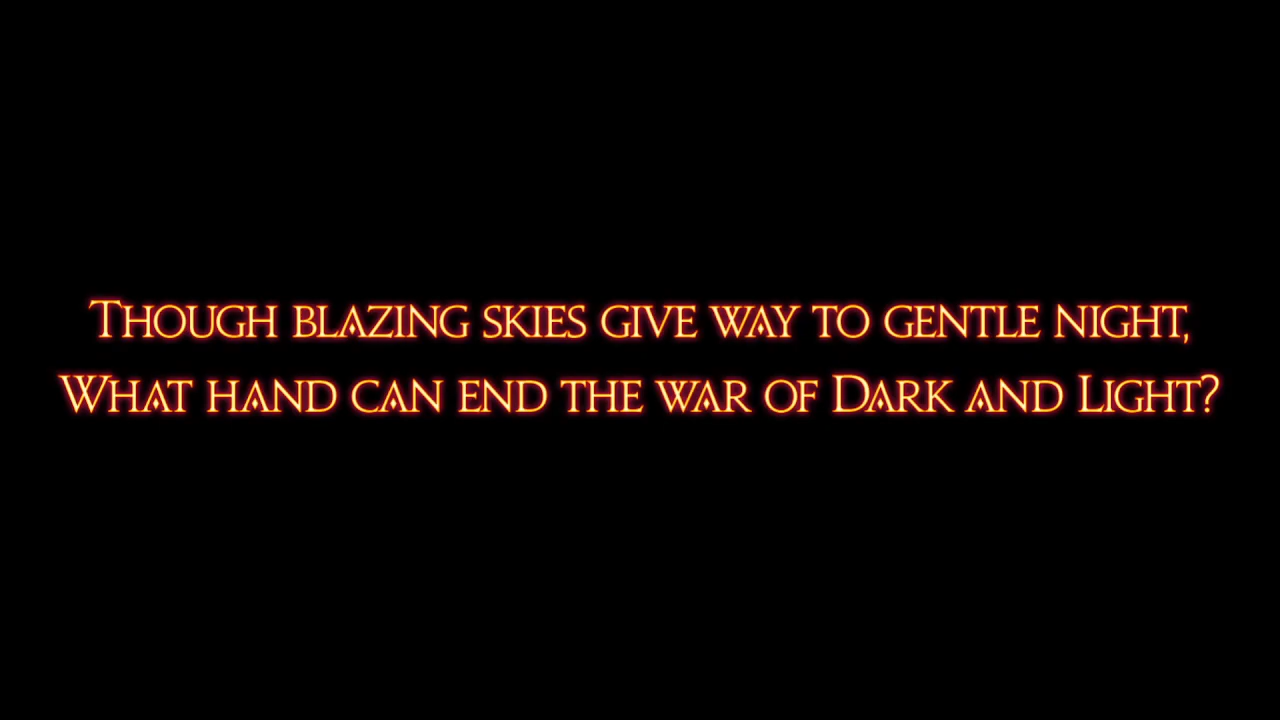 Though blazing skies give way to gentle night,
What hand can end the war of Dark and Light?